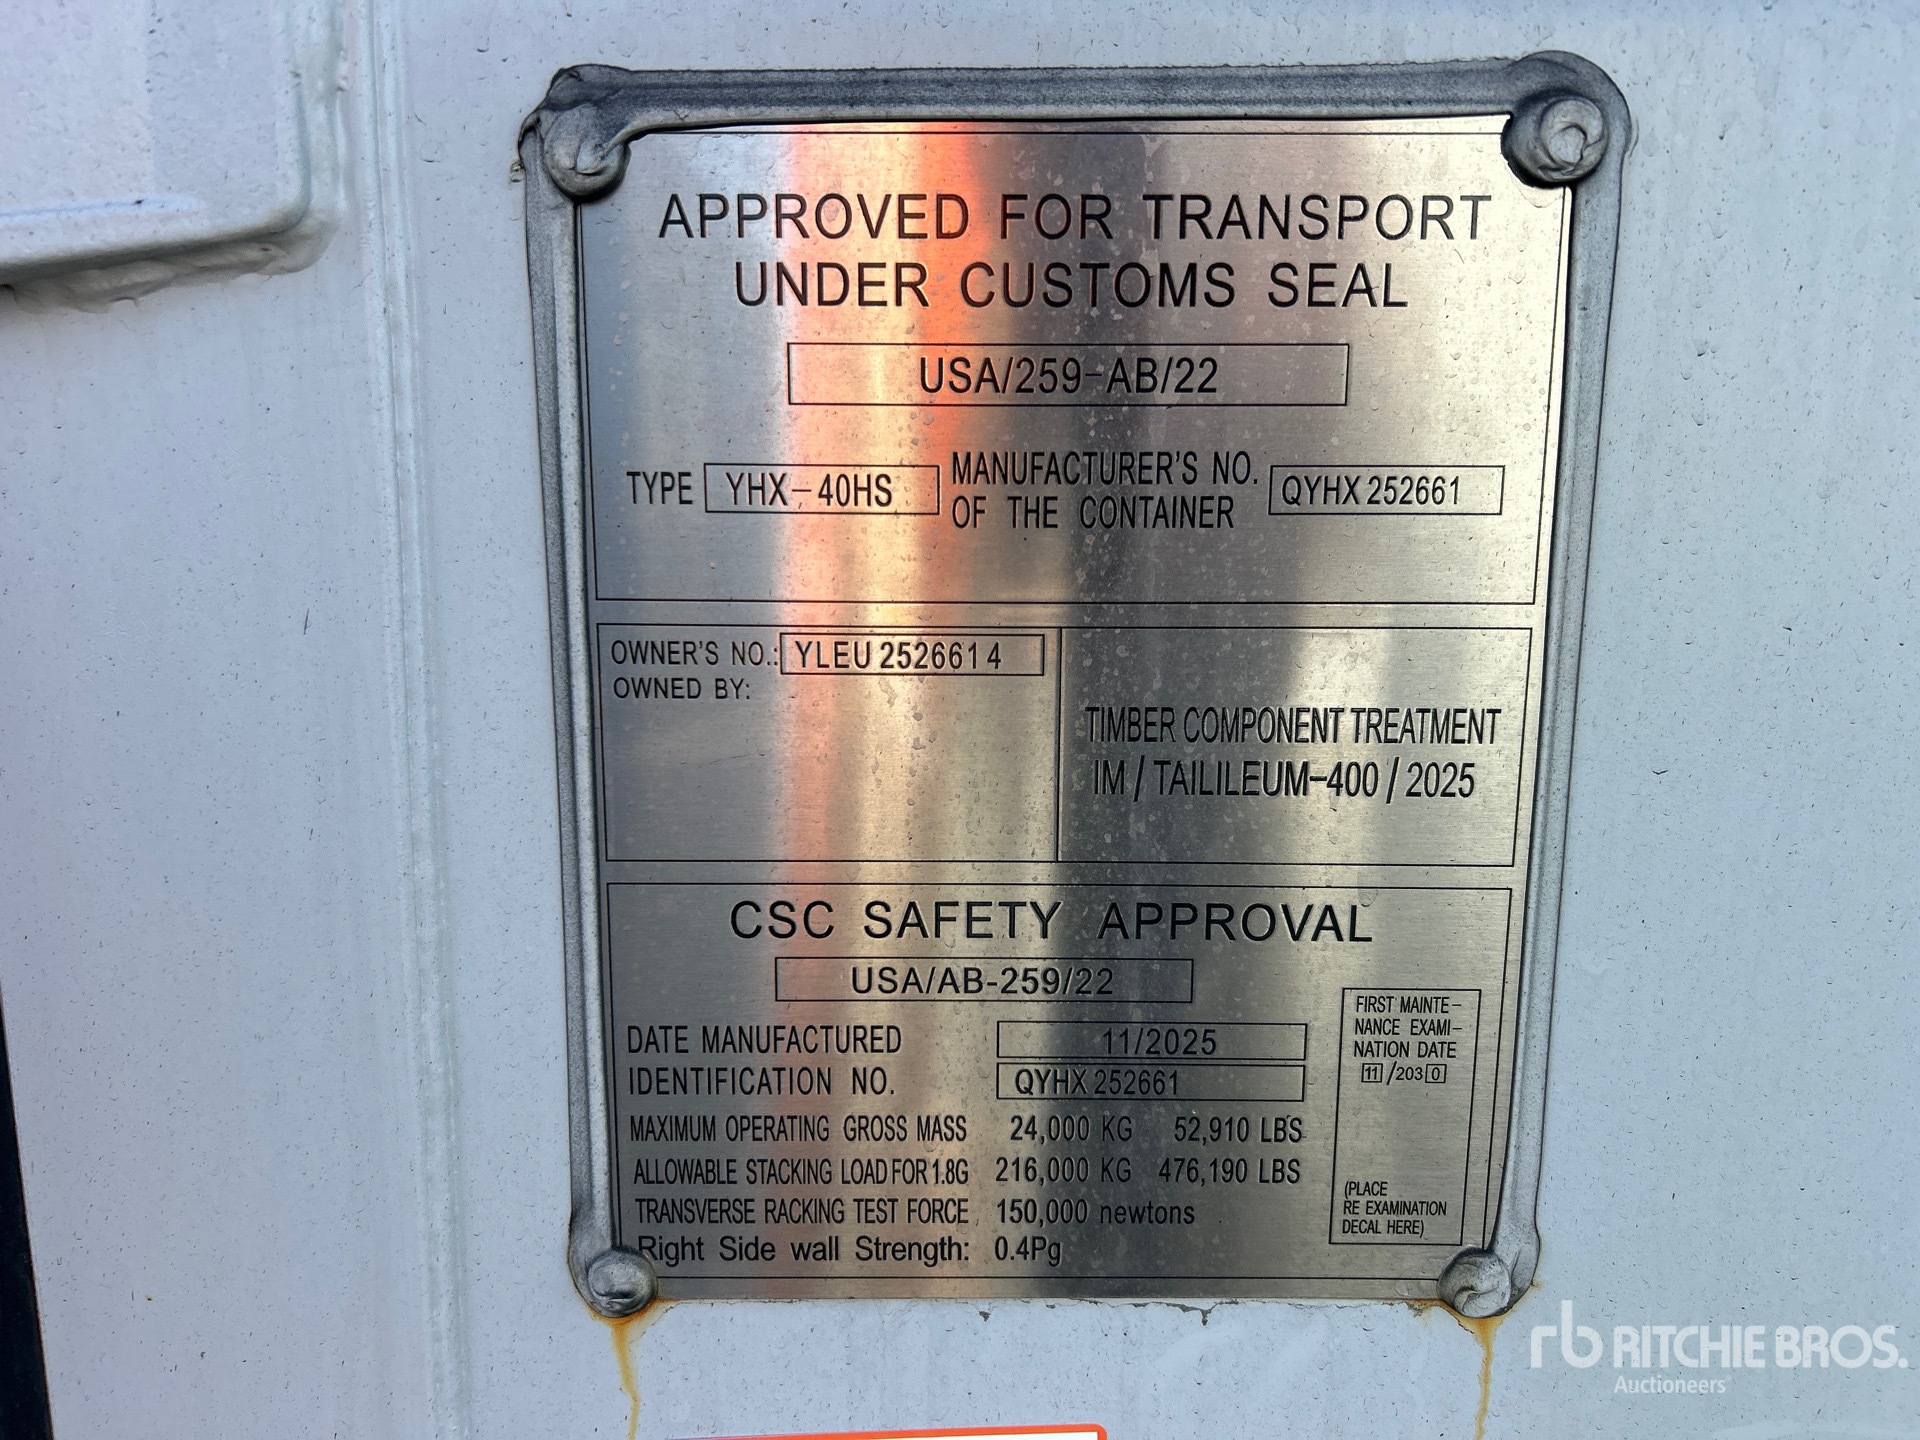 APPROVED FOR TRANSPORT
UNDER CUSTOMS SEAL
USA/259-AB/22
TYPE YHX-40HS MANUFACTURER'S NO. OF THE CONTAINER QYHX 252661
OWNER'S NO.: YLEU 252661 4
OWNED BY:
TIMBER COMPONENT TREATMENT
IM / TAILILEUM-400 / 2025
CSC SAFETY APPROVAL
USA/AB-259/22
DATE MANUFACTURED 11/2025
IDENTIFICATION NO. QYHX 252661
MAXIMUM OPERATING GROSS MASS 24,000 KG 52,910 LBS
ALLOWABLE STACKING LOAD FOR 1.8G 216,000 KG 476,190 LBS
TRANSVERSE RACKING TEST FORCE 150,000 newtons
Right Side wall Strength: 0.4Pg
FIRST MAINTE-
NANCE EXAMI-
NATION DATE
11 /203 0
(PLACE
RE EXAMINATION
DECAL HERE)
rb RITCHIE BROS.
Auctioneers